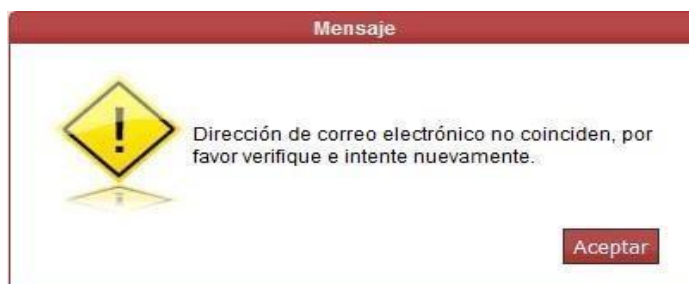 Mensaje
Dirección de correo electrónico no coinciden, por
favor verifique e intente nuevamente.
Aceptar